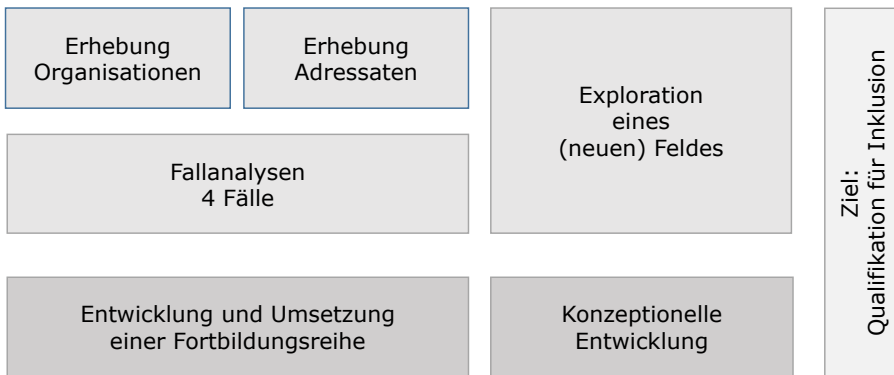 Erhebung
Organisationen
Erhebung
Adressaten
Exploration
eines
(neuen) Feldes
Fallanalysen
4 Fälle
Entwicklung und Umsetzung
einer Fortbildungsreihe
Konzeptionelle
Entwicklung
Ziel:
Qualifikation für Inklusion